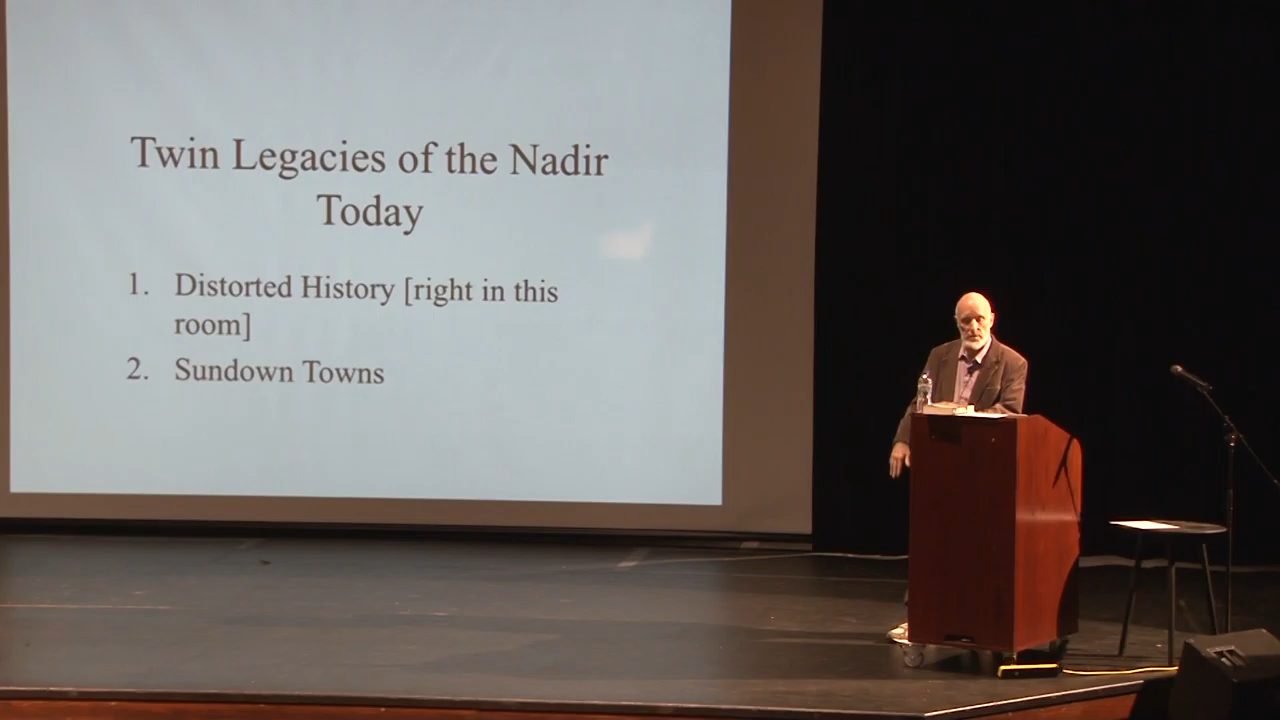 Twin Legacies of the Nadir
Today
1. Distorted History [right in this
room]
2. Sundown Towns